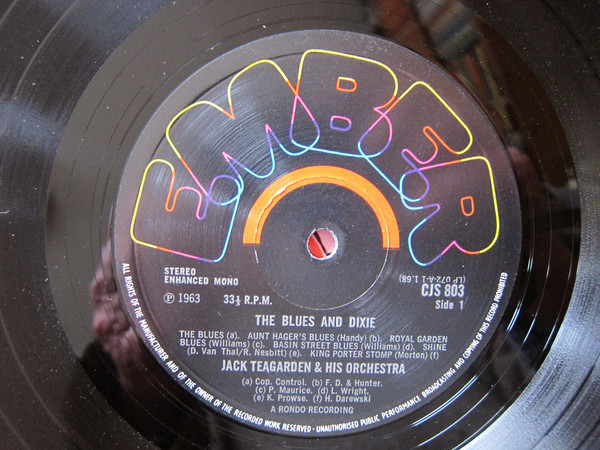 EMBER
STEREO
ENHANCED MONO
(LP U72-A-1 1.68)
℗ 1963 33⅓ R.P.M.
CJS 803
Side 1
THE BLUES AND DIXIE
THE BLUES (a). AUNT HAGER'S BLUES (Handy) (b). ROYAL GARDEN
BLUES (Williams) (c). BASIN STREET BLUES (Williams) (d). SHINE
(D. Van Thal/R. Nesbitt) (e). KING PORTER STOMP (Morton) (f)
JACK TEAGARDEN & HIS ORCHESTRA
(a) Cop. Control. (b) F. D. & Hunter.
(c) P. Maurice. (d) L. Wright.
(e) K. Prowse. (f) H. Darewski
A RONDO RECORDING
ALL RIGHTS OF THE MANUFACTURER AND OF THE OWNER OF THE RECORDED WORK RESERVED · UNAUTHORISED PUBLIC PERFORMANCE BROADCASTING AND COPYING OF THIS RECORD PROHIBITED